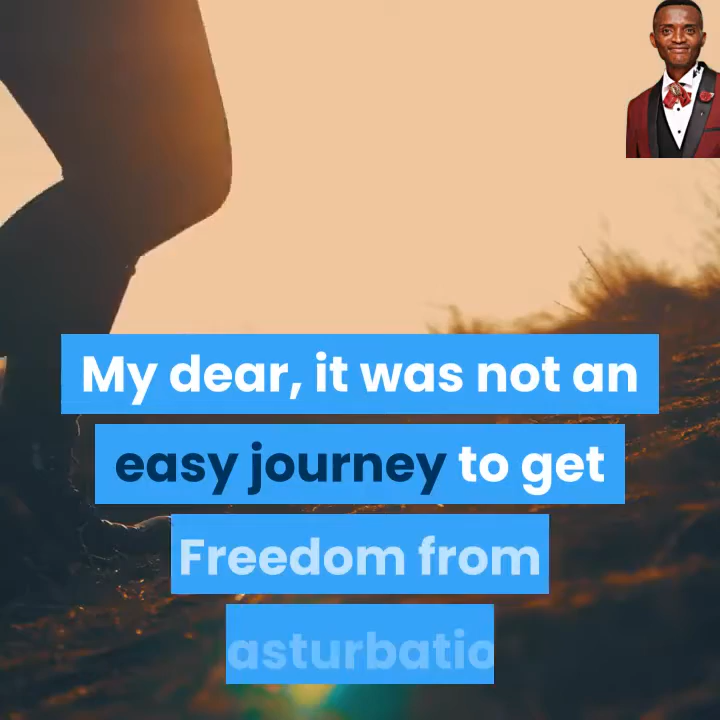 My dear, it was not an
easy journey to get
Freedom from
asturbatio